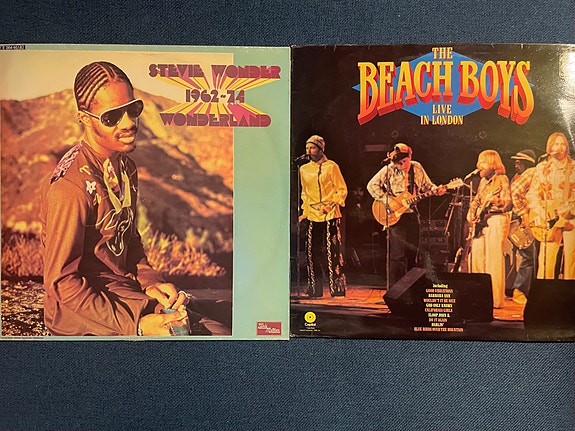 STEVIE WONDER
1962-74
WONDERLAND
THE
BEACH BOYS
LIVE
IN LONDON
including
GOOD VIBRATIONS
BARBARA ANN
WOULDN'T IT BE NICE
GOD ONLY KNOWS
CALIFORNIA GIRLS
SLOOP JOHN B.
DO IT AGAIN
DARLIN'
BLUE BIRDS OVER THE MOUNTAIN
Capitol